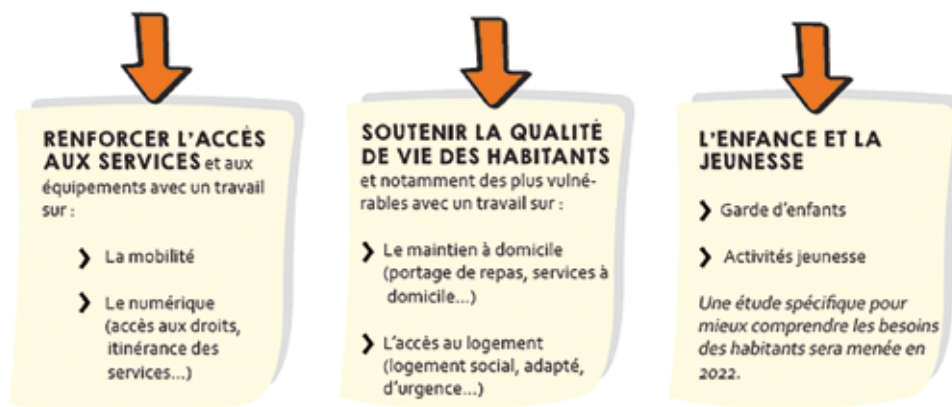 RENFORCER L'ACCÈS
AUX SERVICES et aux
équipements avec un travail
sur :
❯ La mobilité
❯ Le numérique
(accès aux droits,
itinérance des
services...)
SOUTENIR LA QUALITÉ
DE VIE DES HABITANTS
et notamment des plus vulné-
rables avec un travail sur :
❯ Le maintien à domicile
(portage de repas, services à
domicile...)
❯ L'accès au logement
(logement social, adapté,
d'urgence...)
L'ENFANCE ET LA
JEUNESSE
❯ Garde d'enfants
❯ Activités jeunesse
Une étude spécifique pour
mieux comprendre les besoins
des habitants sera menée en
2022.